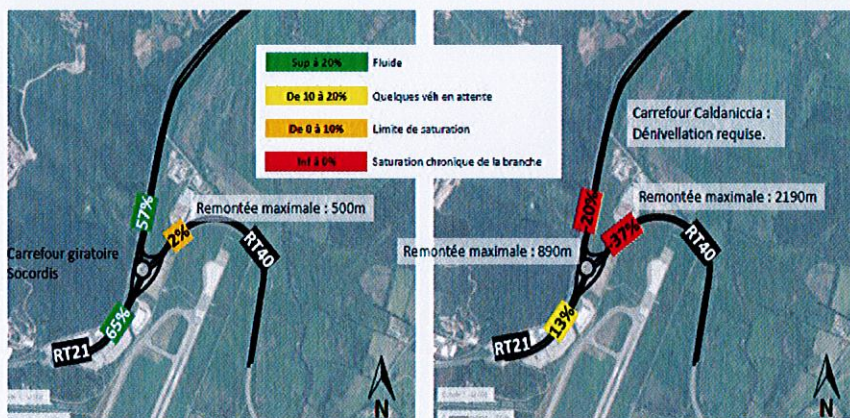 Sup à 20% Fluide
De 10 à 20% Quelques véh en attente
De 0 à 10% Limite de saturation
Inf à 0% Saturation chronique de la branche
57%
2%
Remontée maximale : 500m
RT40
Carrefour giratoire
Socordis
65%
RT21
N
Carrefour Caldaniccia :
Dénivellation requise.
-20%
Remontée maximale : 2190m
-37%
RT40
Remontée maximale : 890m
13%
RT21
N